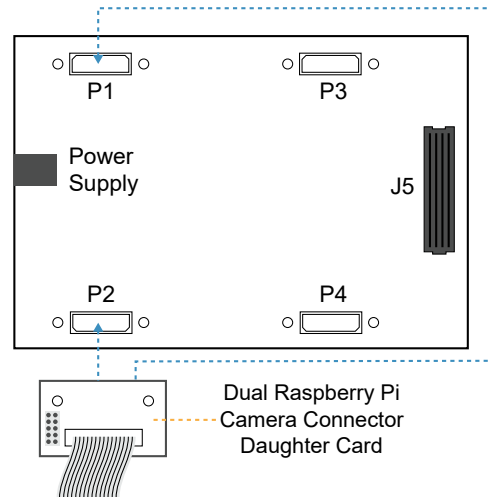 P1
P3
Power
Supply
J5
P2
P4
Dual Raspberry Pi
Camera Connector
Daughter Card